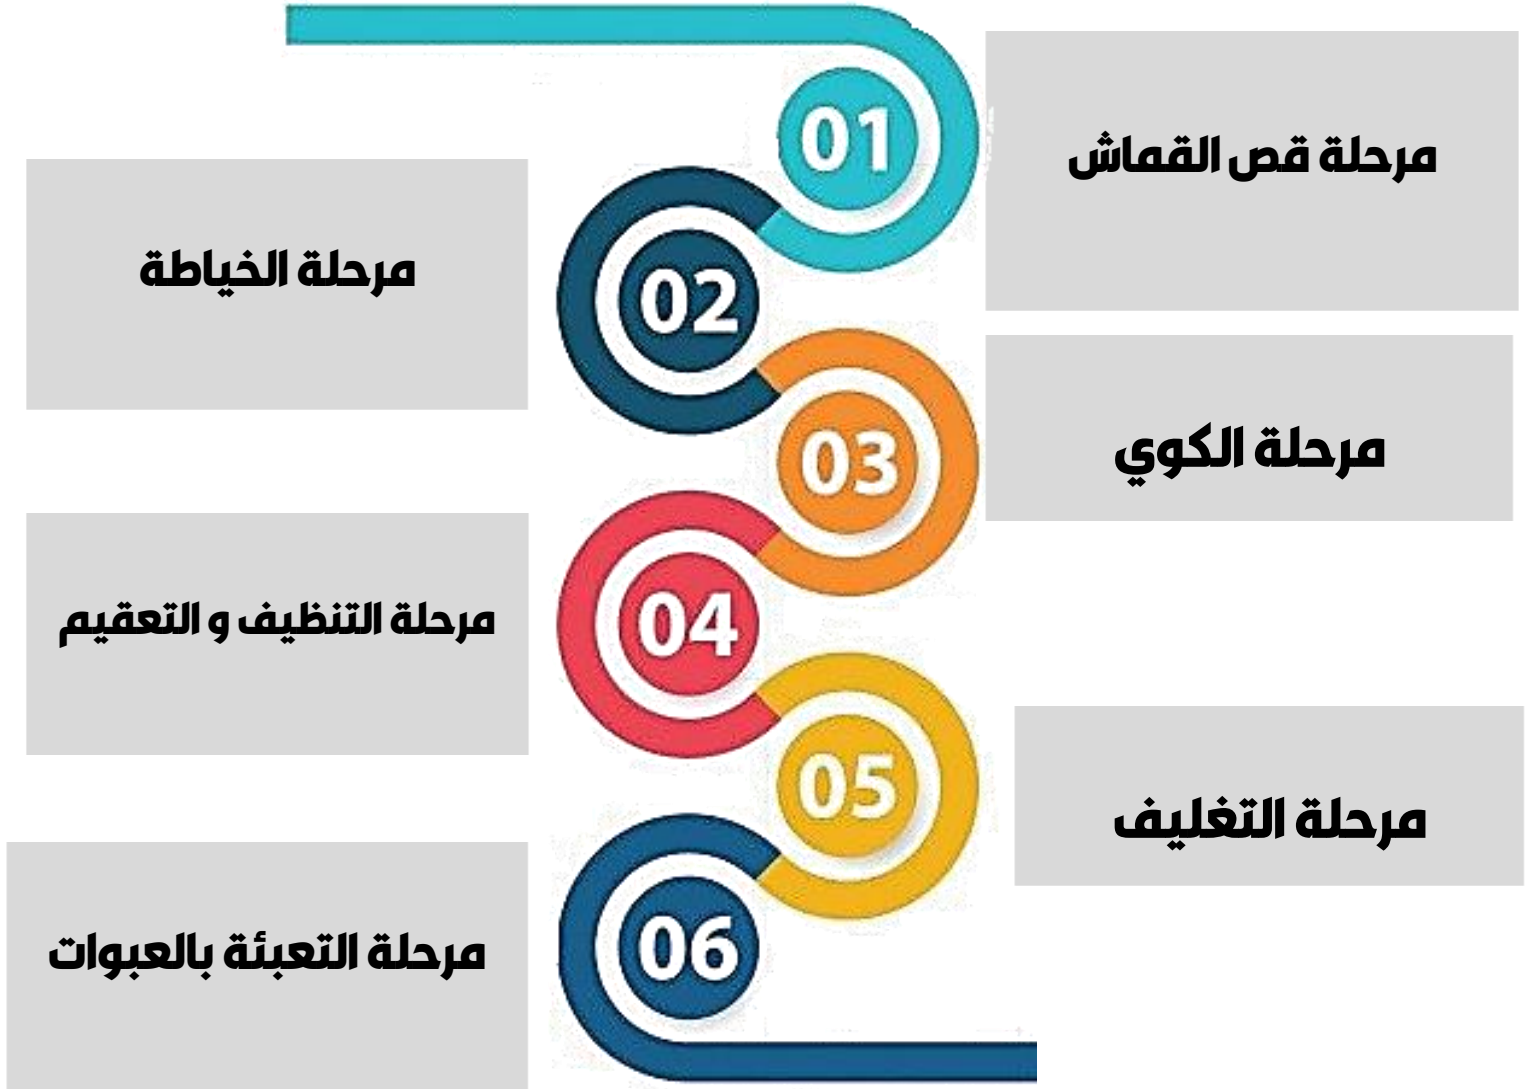 01
مرحلة قص القماش
02
مرحلة الخياطة
03
مرحلة الكوي
04
مرحلة التنظيف و التعقيم
05
مرحلة التغليف
06
مرحلة التعبئة بالعبوات